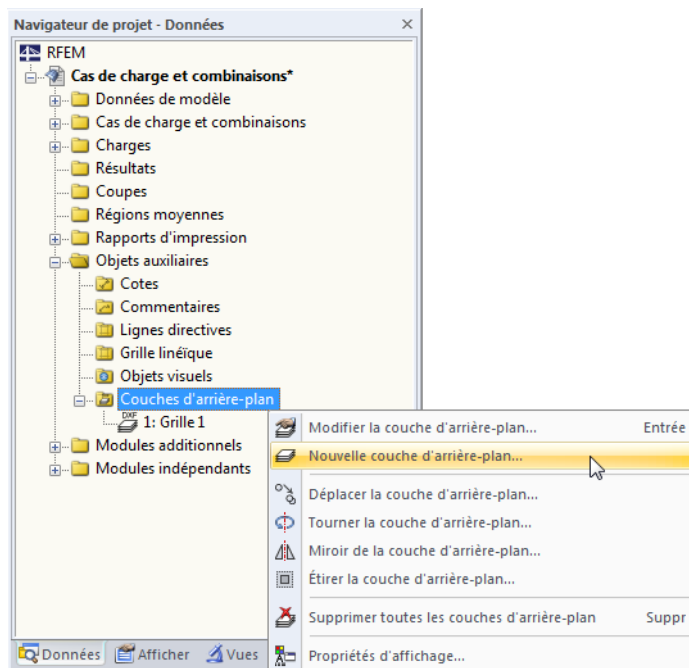 Navigateur de projet - Données
RFEM
Cas de charge et combinaisons*
Données de modèle
Cas de charge et combinaisons
Charges
Résultats
Coupes
Régions moyennes
Rapports d'impression
Objets auxiliaires
Cotes
Commentaires
Lignes directives
Grille linéïque
Objets visuels
Couches d'arrière-plan
DXF
1: Grille 1
Modules additionnels
Modules indépendants
Modifier la couche d'arrière-plan... Entrée
Nouvelle couche d'arrière-plan...
Déplacer la couche d'arrière-plan...
Tourner la couche d'arrière-plan...
Miroir de la couche d'arrière-plan...
Étirer la couche d'arrière-plan...
Supprimer toutes les couches d'arrière-plan Suppr
Propriétés d'affichage...
Données Afficher Vues